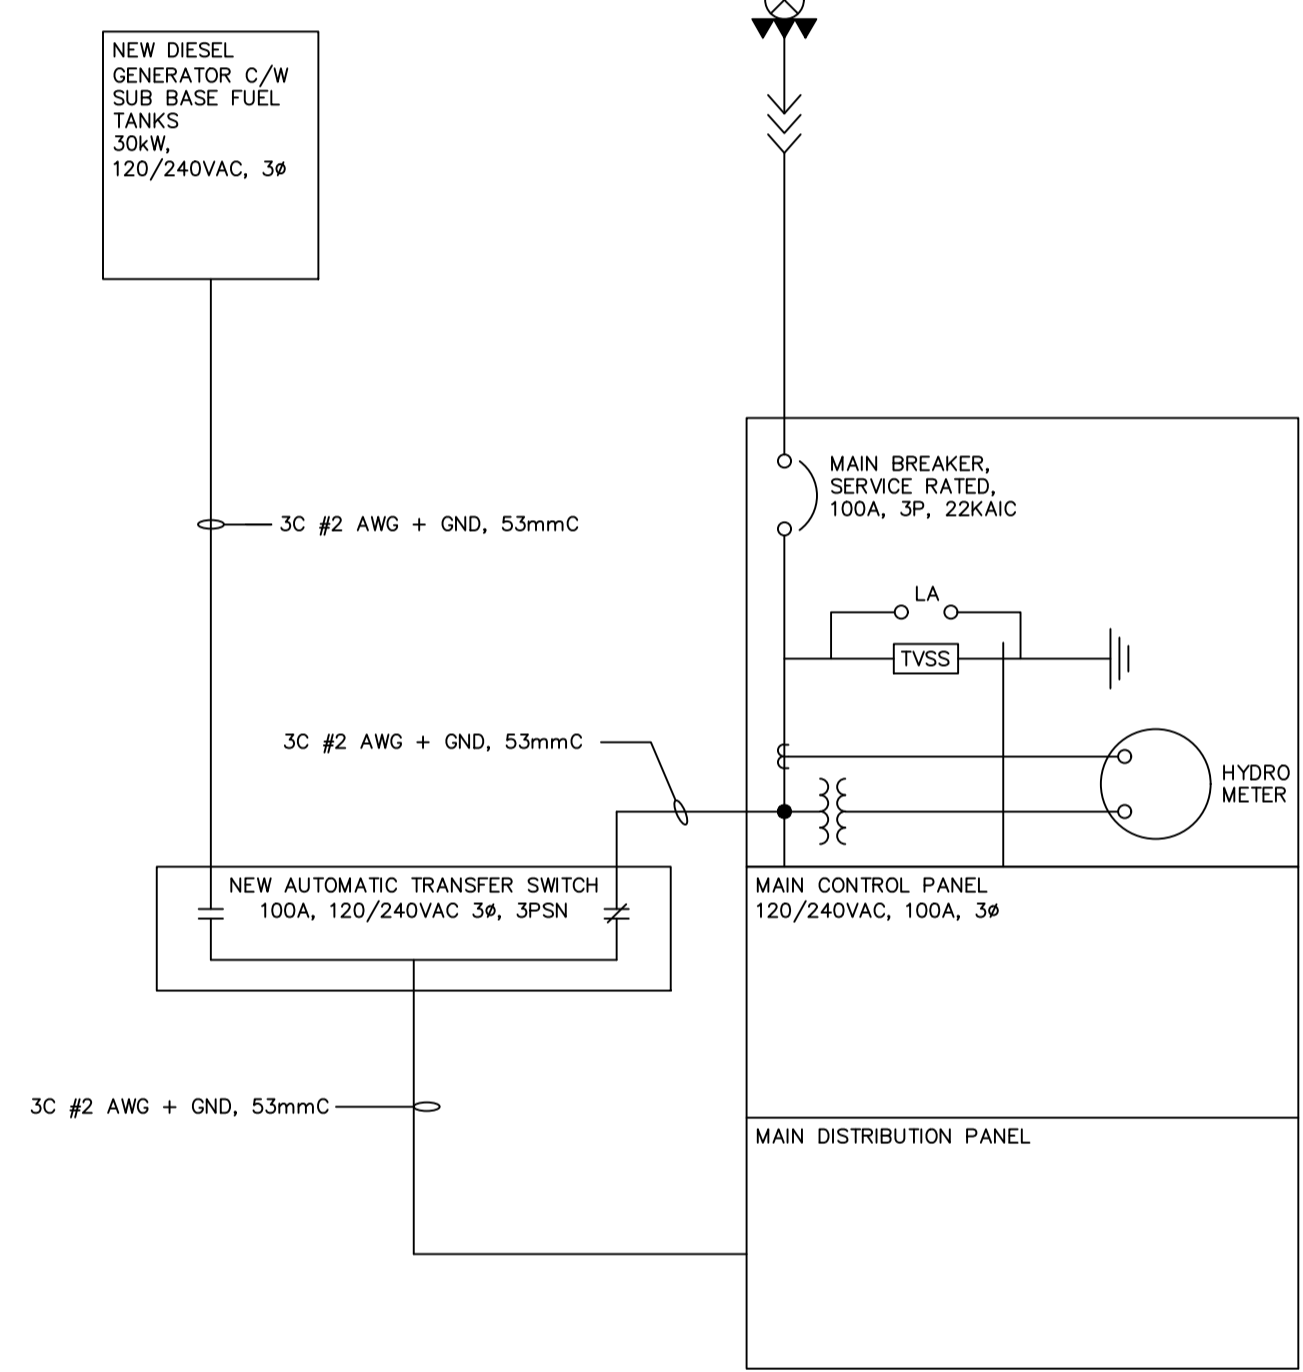 NEW DIESEL
GENERATOR C/W
SUB BASE FUEL
TANKS
30kW,
120/240VAC, 3ø
3C #2 AWG + GND, 53mmC
MAIN BREAKER,
SERVICE RATED,
100A, 3P, 22KAIC
LA
TVSS
3C #2 AWG + GND, 53mmC
HYDRO
METER
NEW AUTOMATIC TRANSFER SWITCH
100A, 120/240VAC 3ø, 3PSN
MAIN CONTROL PANEL
120/240VAC, 100A, 3ø
3C #2 AWG + GND, 53mmC
MAIN DISTRIBUTION PANEL